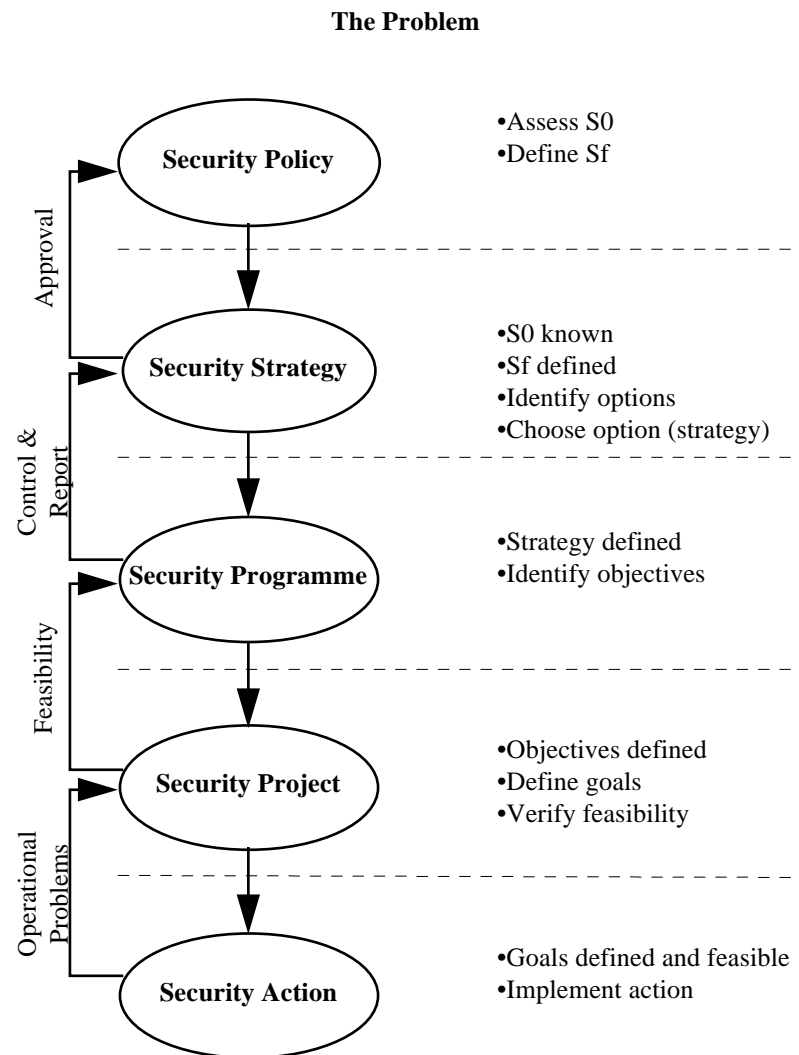 The Problem
Security Policy
•Assess S0
•Define Sf
Approval
Security Strategy
•S0 known
•Sf defined
•Identify options
•Choose option (strategy)
Control &
Report
Security Programme
•Strategy defined
•Identify objectives
Feasibility
Security Project
•Objectives defined
•Define goals
•Verify feasibility
Operational
Problems
Security Action
•Goals defined and feasible
•Implement action